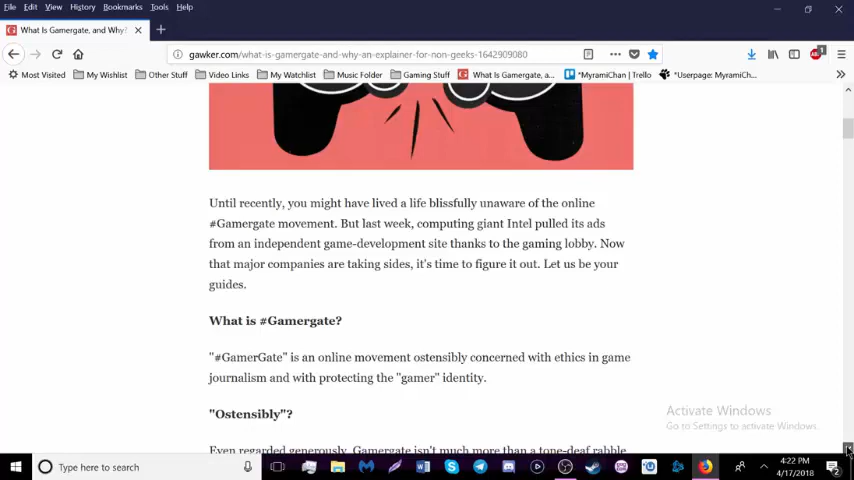 File Edit View History Bookmarks Tools Help
What Is Gamergate, and Why?
gawker.com/what-is-gamergate-and-why-an-explainer-for-non-geeks-1642909080
1
Most Visited My Wishlist Other Stuff Video Links My Watchlist Music Folder Gaming Stuff What Is Gamergate, a... *MyramiChan | Trello *Userpage: MyramiCh...
Until recently, you might have lived a life blissfully unaware of the online
#Gamergate movement. But last week, computing giant Intel pulled its ads
from an independent game-development site thanks to the gaming lobby. Now
that major companies are taking sides, it's time to figure it out. Let us be your
guides.
What is #Gamergate?
"#GamerGate" is an online movement ostensibly concerned with ethics in game
journalism and with protecting the "gamer" identity.
"Ostensibly"?
Even regarded generously, Gamergate isn't much more than a tone-deaf rabble
Activate Windows
Go to Settings to activate Windows.
Type here to search
4:22 PM
4/17/2018
2